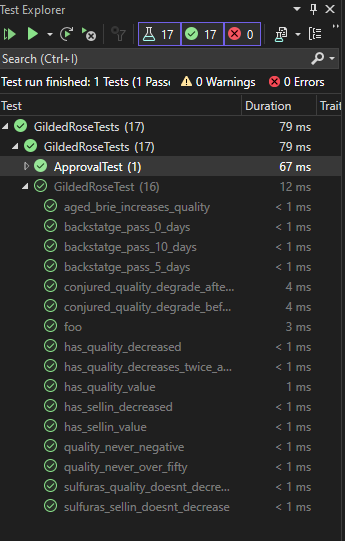 Test Explorer
17 17 0
Search (Ctrl+I)
Test run finished: 1 Tests (1 Passe 0 Warnings 0 Errors
Test Duration Trait
GildedRoseTests (17) 79 ms
GildedRoseTests (17) 79 ms
ApprovalTest (1) 67 ms
GildedRoseTest (16) 12 ms
aged_brie_increases_quality < 1 ms
backstatge_pass_0_days < 1 ms
backstatge_pass_10_days < 1 ms
backstatge_pass_5_days < 1 ms
conjured_quality_degrade_afte... 4 ms
conjured_quality_degrade_bef... 4 ms
foo 3 ms
has_quality_decreased < 1 ms
has_quality_decreases_twice_a... < 1 ms
has_quality_value 1 ms
has_sellin_decreased < 1 ms
has_sellin_value < 1 ms
quality_never_negative < 1 ms
quality_never_over_fifty < 1 ms
sulfuras_quality_doesnt_decre... < 1 ms
sulfuras_sellin_doesnt_decrease < 1 ms